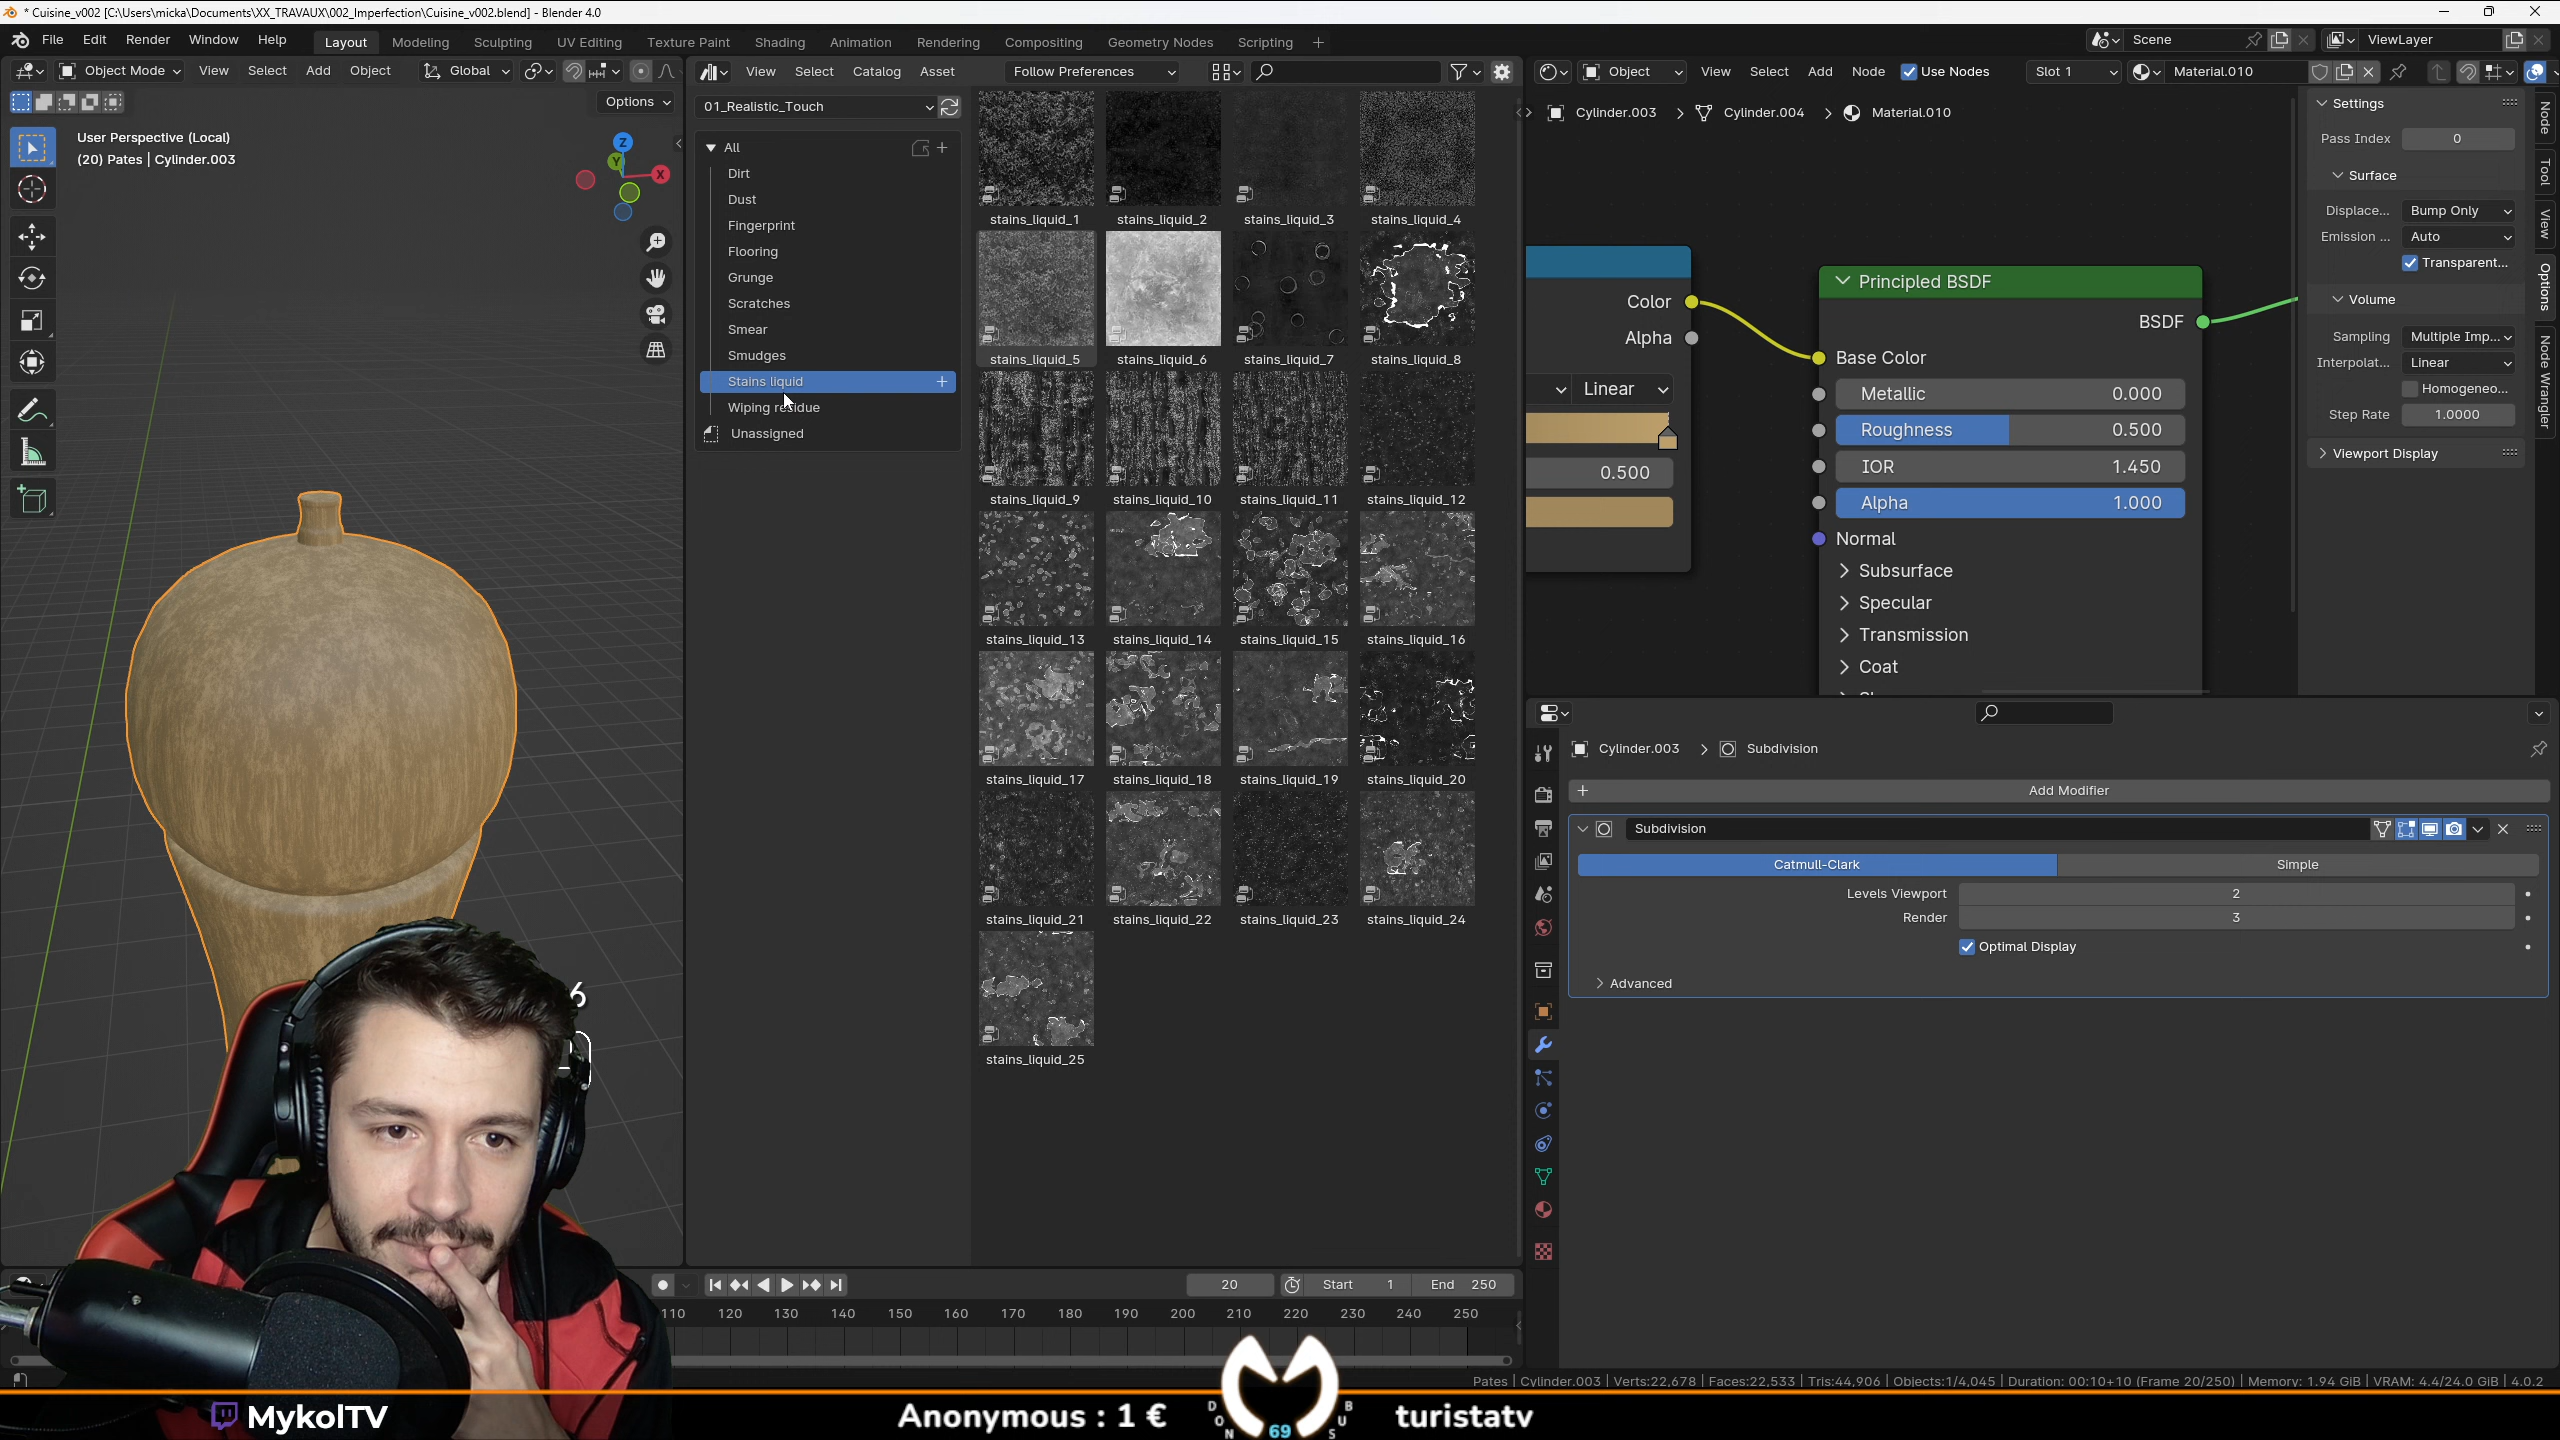 * Cuisine_v002 [C:\Users\micka\Documents\XX_TRAVAUX\002_Imperfection\Cuisine_v002.blend] - Blender 4.0
File Edit Render Window Help Layout Modeling Sculpting UV Editing Texture Paint Shading Animation Rendering Compositing Geometry Nodes Scripting + Scene ViewLayer
Object Mode View Select Add Object Global
Options
User Perspective (Local)
(20) Pates | Cylinder.003
Z
Y
X
View Select Catalog Asset Follow Preferences
01_Realistic_Touch
All
Dirt
Dust
Fingerprint
Flooring
Grunge
Scratches
Smear
Smudges
Stains liquid
Wiping residue
Unassigned
stains_liquid_1 stains_liquid_2 stains_liquid_3 stains_liquid_4
stains_liquid_5 stains_liquid_6 stains_liquid_7 stains_liquid_8
stains_liquid_9 stains_liquid_10 stains_liquid_11 stains_liquid_12
stains_liquid_13 stains_liquid_14 stains_liquid_15 stains_liquid_16
stains_liquid_17 stains_liquid_18 stains_liquid_19 stains_liquid_20
stains_liquid_21 stains_liquid_22 stains_liquid_23 stains_liquid_24
stains_liquid_25
Object View Select Add Node Use Nodes Slot 1 Material.010
Cylinder.003 > Cylinder.004 > Material.010
Color
Alpha
Linear
0.500
Principled BSDF
BSDF
Base Color
Metallic 0.000
Roughness 0.500
IOR 1.450
Alpha 1.000
Normal
Subsurface
Specular
Transmission
Coat
Settings
Pass Index 0
Surface
Displace... Bump Only
Emission ... Auto
Transparent...
Volume
Sampling Multiple Imp...
Interpolat... Linear
Homogeneo...
Step Rate 1.0000
Viewport Display
Node
Tool
View
Options
Node Wrangler
Cylinder.003 > Subdivision
Add Modifier
Subdivision
Catmull-Clark Simple
Levels Viewport 2
Render 3
Optimal Display
Advanced
6
20 Start 1 End 250
110 120 130 140 150 160 170 180 190 200 210 220 230 240 250
Pates | Cylinder.003 | Verts:22,678 | Faces:22,533 | Tris:44,906 | Objects:1/4,045 | Duration: 00:10+10 (Frame 20/250) | Memory: 1.94 GiB | VRAM: 4.4/24.0 GiB | 4.0.2
MykolTV
Anonymous : 1 €
DON
69
BUS
turistatv